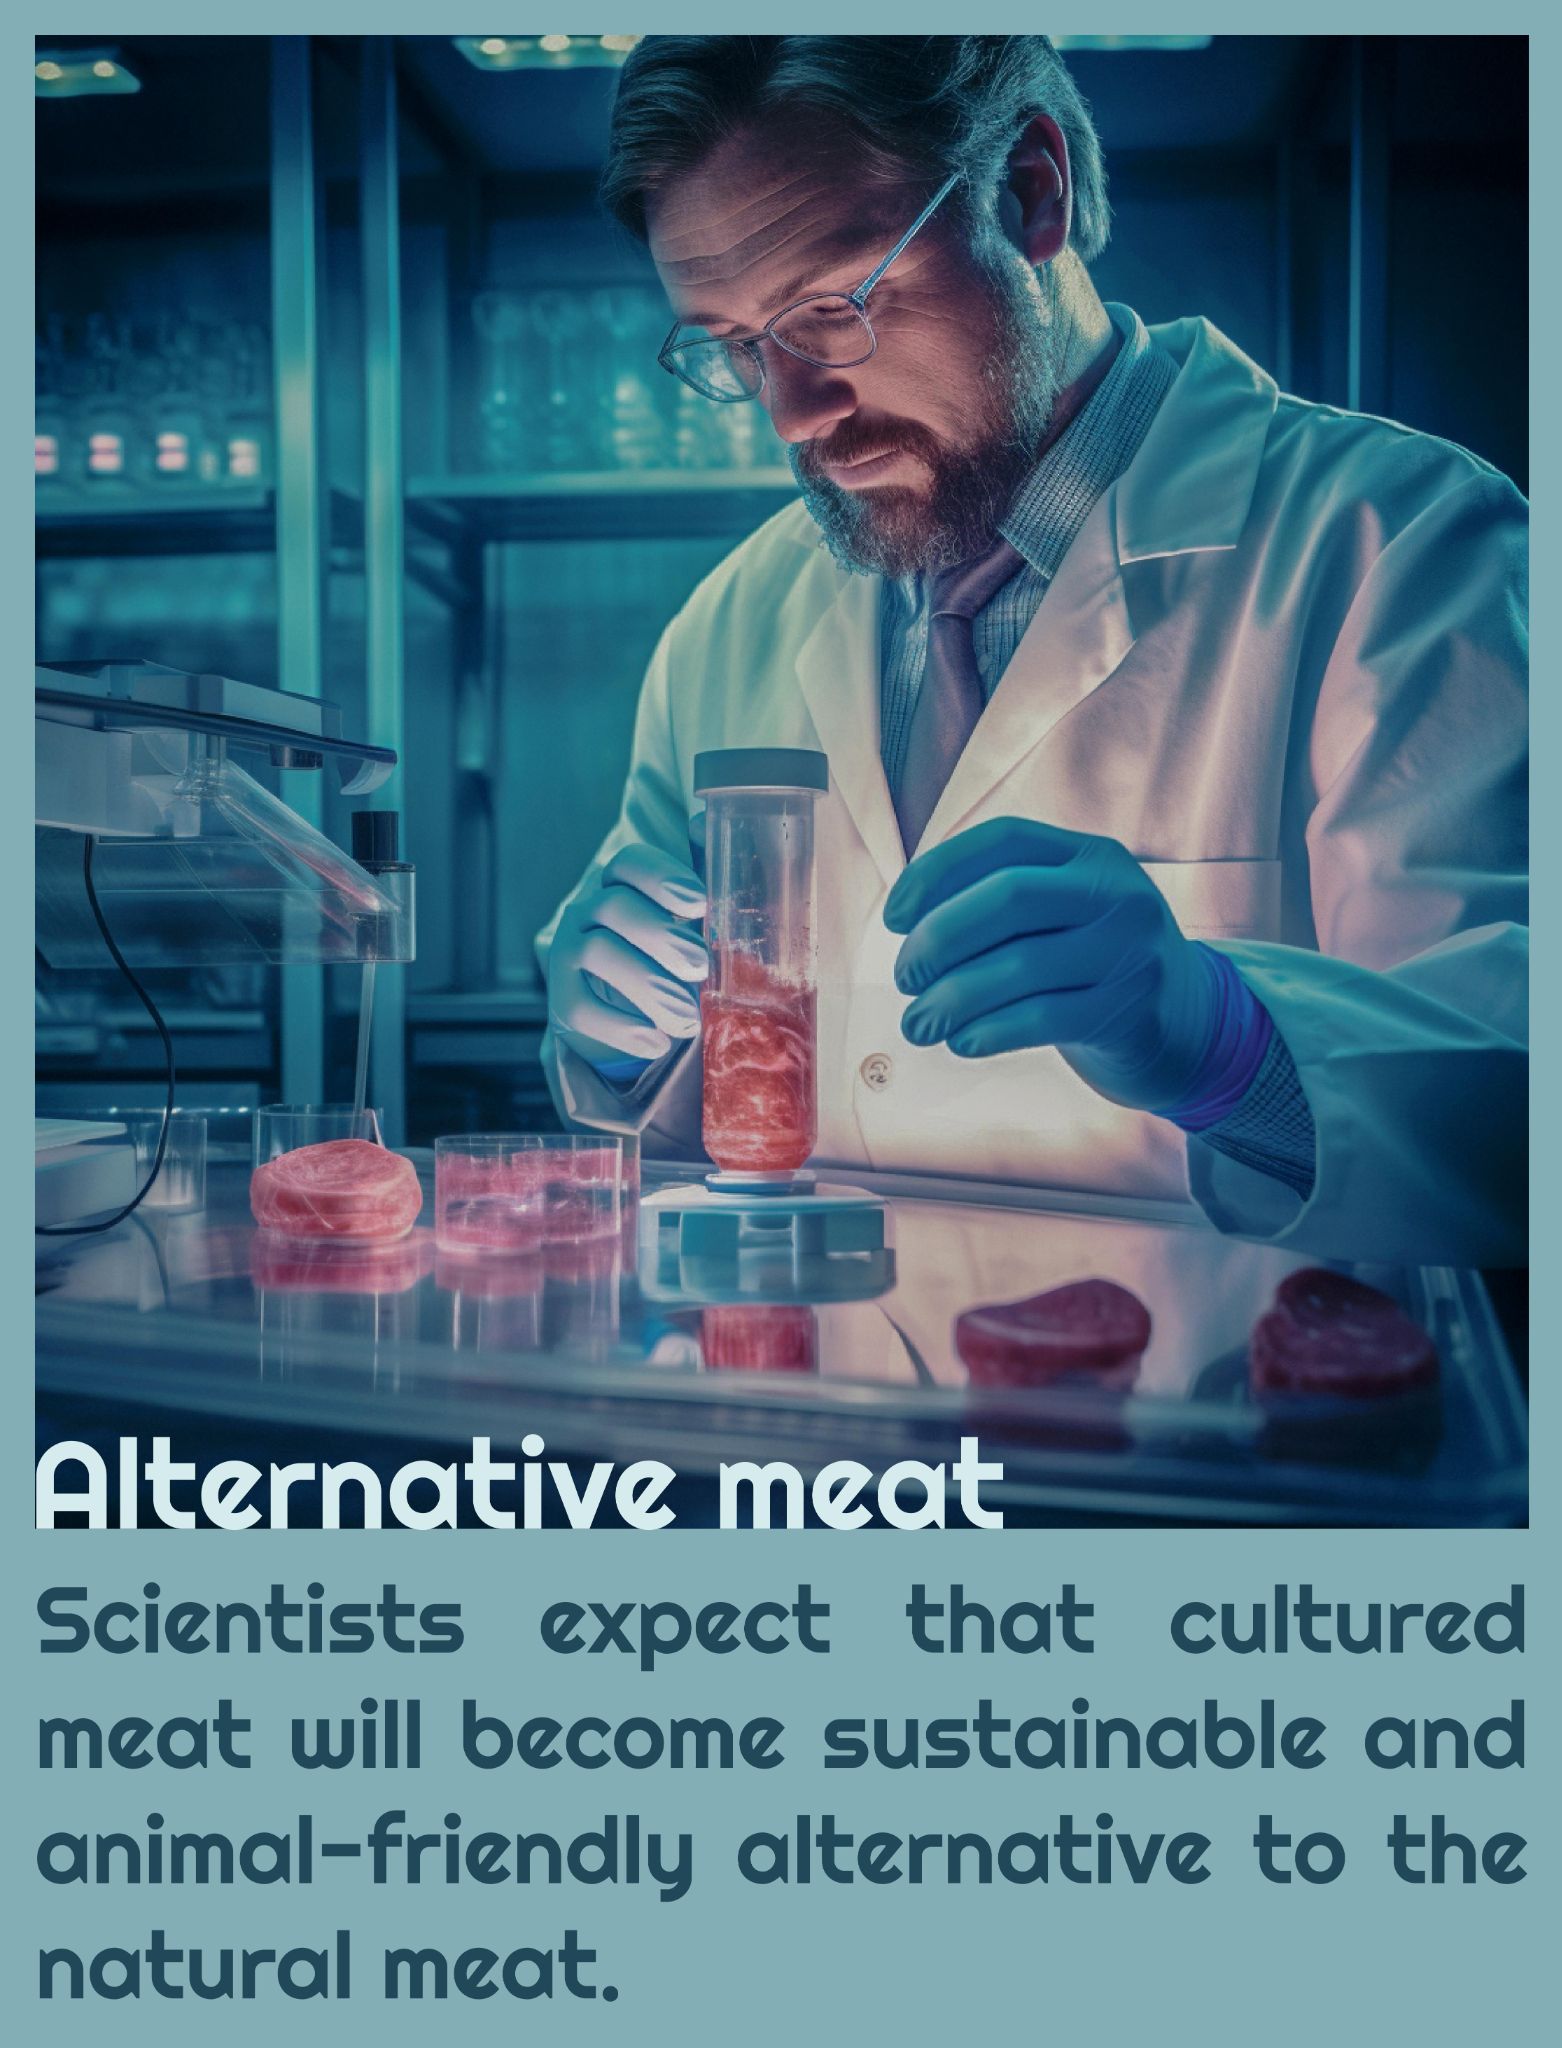 Alternative meat
Scientists expect that cultured
meat will become sustainable and
animal-friendly alternative to the
natural meat.